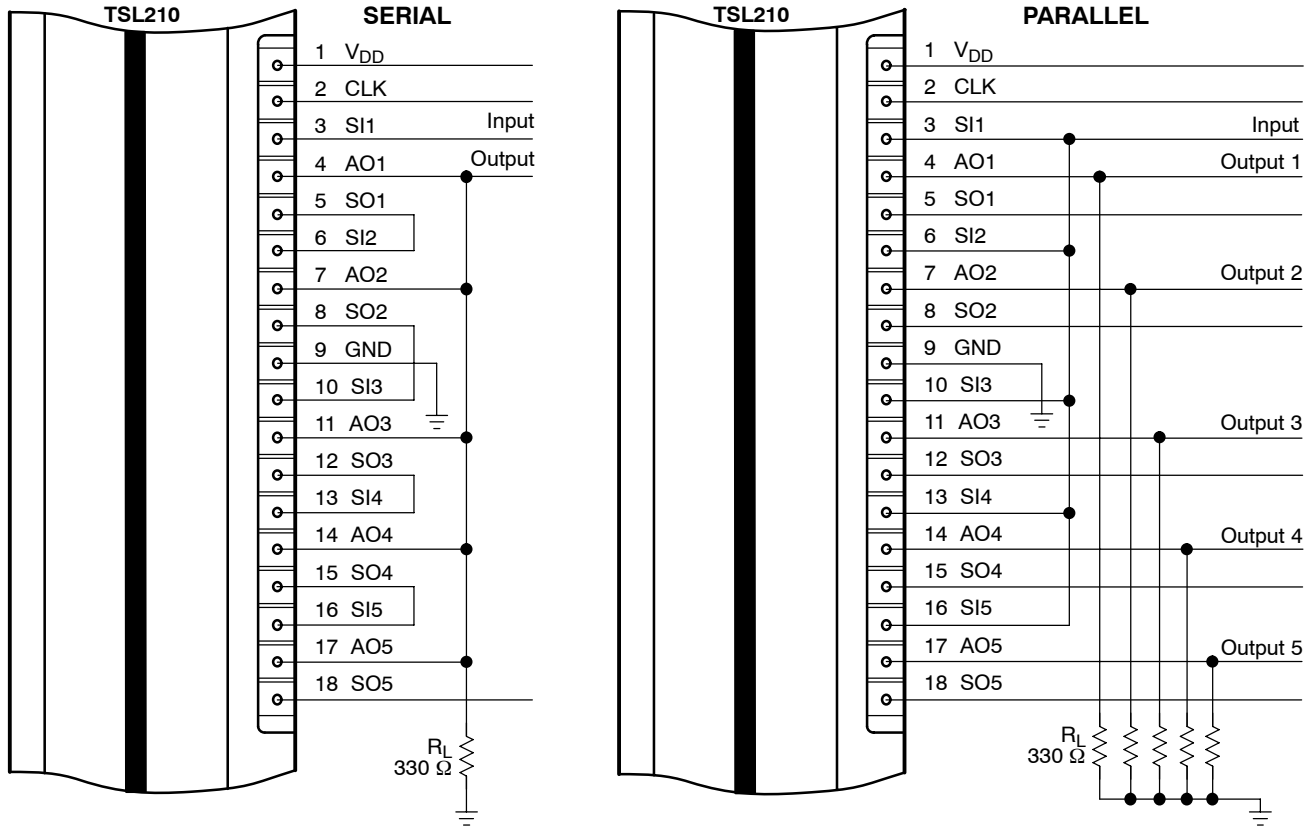 TSL210 SERIAL
1 VDD
2 CLK
3 SI1 Input
4 AO1 Output
5 SO1
6 SI2
7 AO2
8 SO2
9 GND
10 SI3
11 AO3
12 SO3
13 SI4
14 AO4
15 SO4
16 SI5
17 AO5
18 SO5
RL
330 Ω
TSL210 PARALLEL
1 VDD
2 CLK
3 SI1 Input
4 AO1 Output 1
5 SO1
6 SI2
7 AO2 Output 2
8 SO2
9 GND
10 SI3
11 AO3 Output 3
12 SO3
13 SI4
14 AO4 Output 4
15 SO4
16 SI5
17 AO5 Output 5
18 SO5
RL
330 Ω